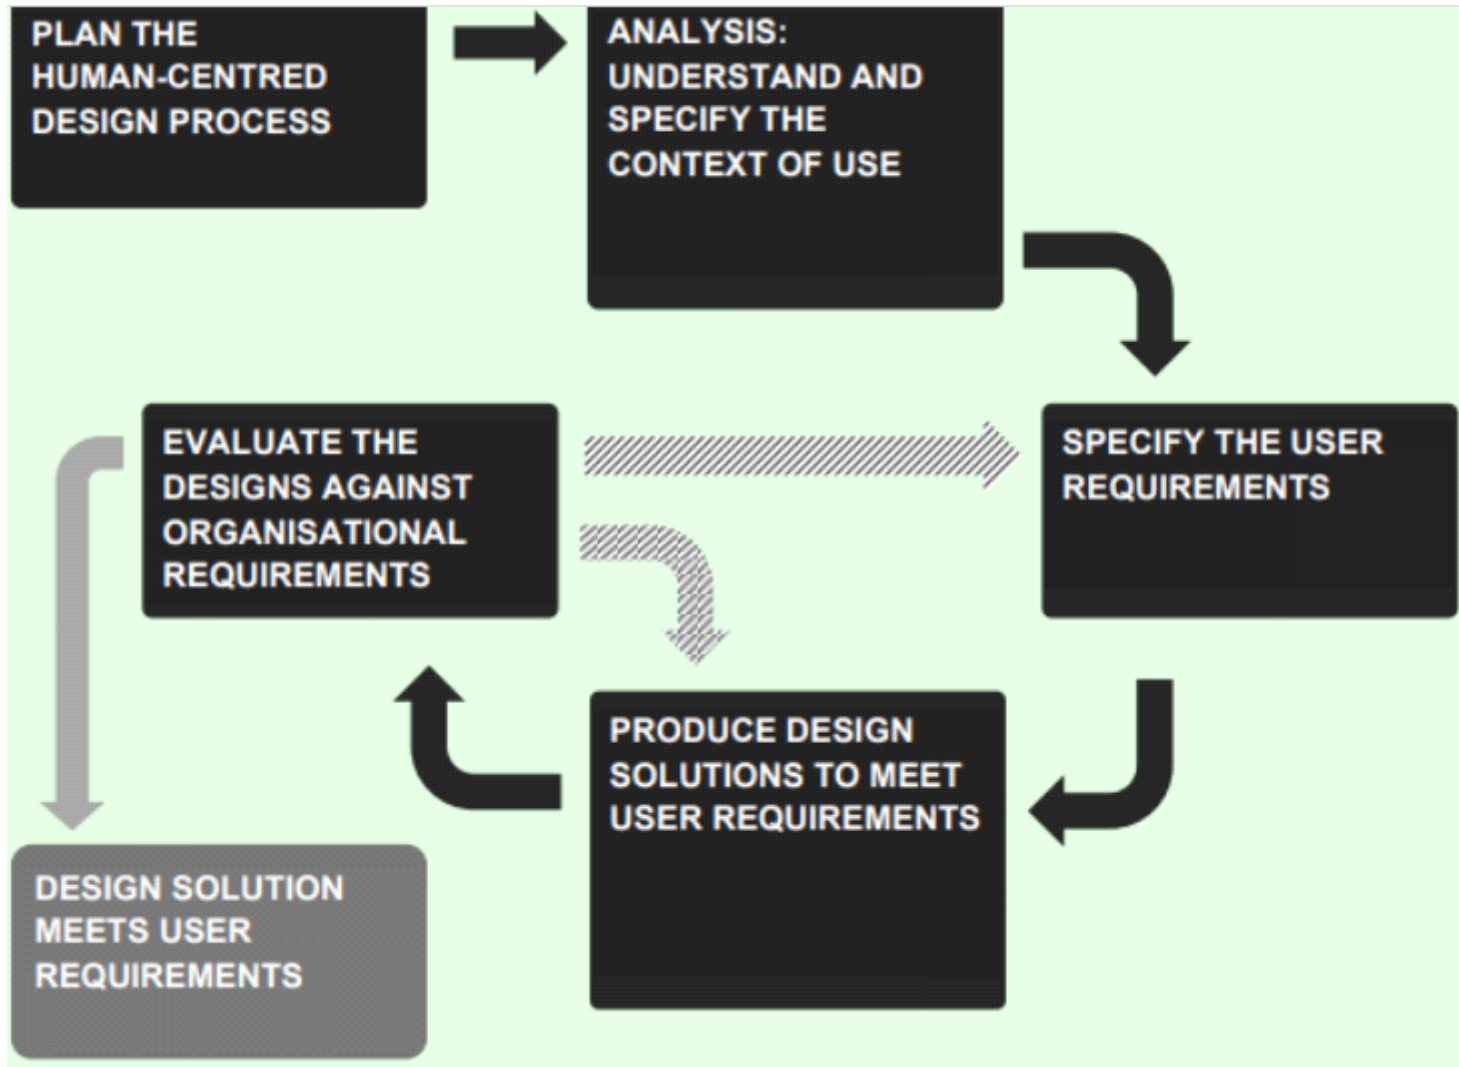 PLAN THE
HUMAN-CENTRED
DESIGN PROCESS
ANALYSIS:
UNDERSTAND AND
SPECIFY THE
CONTEXT OF USE
EVALUATE THE
DESIGNS AGAINST
ORGANISATIONAL
REQUIREMENTS
SPECIFY THE USER
REQUIREMENTS
PRODUCE DESIGN
SOLUTIONS TO MEET
USER REQUIREMENTS
DESIGN SOLUTION
MEETS USER
REQUIREMENTS